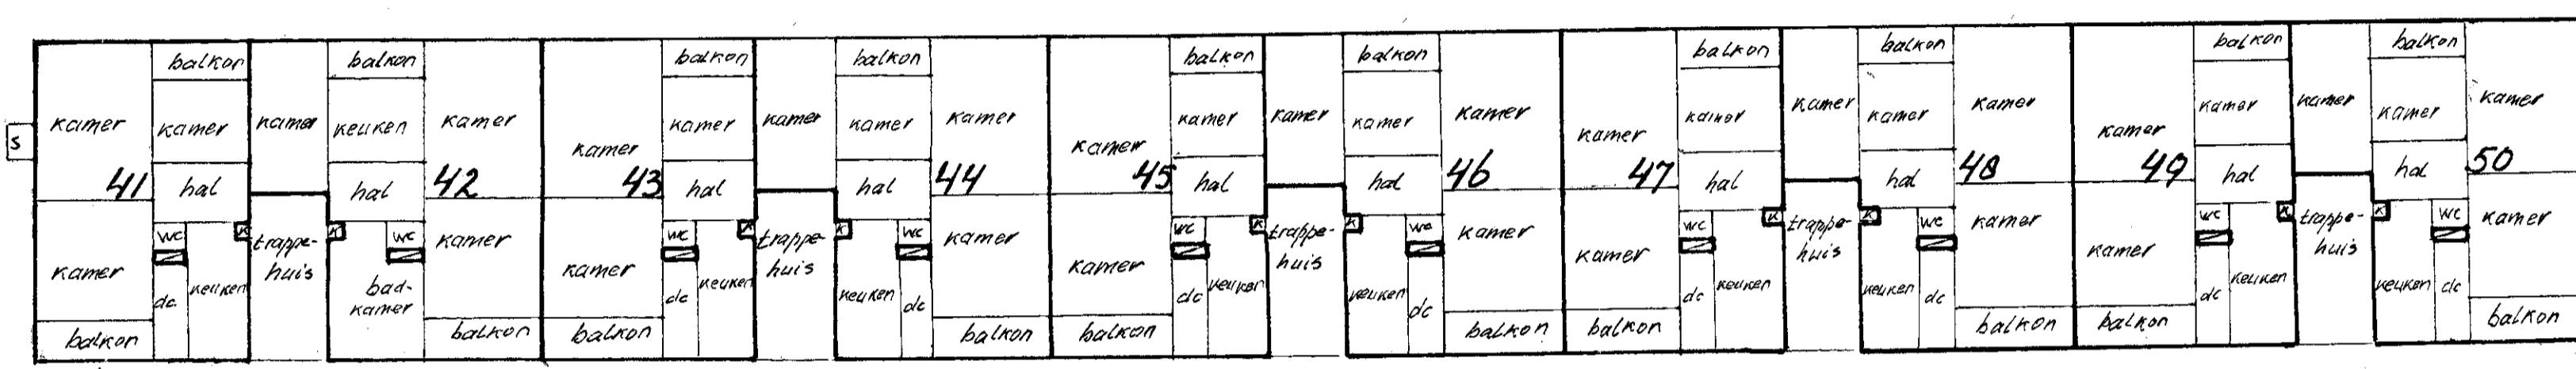 balkon balkon balkon balkon balkon balkon balkon balkon balkon balkon
kamer kamer kamer keuken kamer kamer kamer kamer kamer kamer kamer kamer kamer kamer kamer kamer kamer kamer kamer kamer kamer kamer kamer kamer kamer
S
41 hal hal 42 43 hal hal 44 45 hal hal 46 47 hal hal 48 49 hal hal 50
wc K K wc wc K K wc wc K K wc wc K K wc wc K K wc
trappe-
huis
trappe-
huis
trappe-
huis
trappe-
huis
trappe-
huis
kamer kamer kamer kamer kamer kamer kamer kamer kamer kamer
dc keuken
bad-
kamer
dc keuken keuken dc dc keuken keuken dc dc keuken keuken dc dc keuken keuken dc
balkon balkon balkon balkon balkon balkon balkon balkon balkon balkon